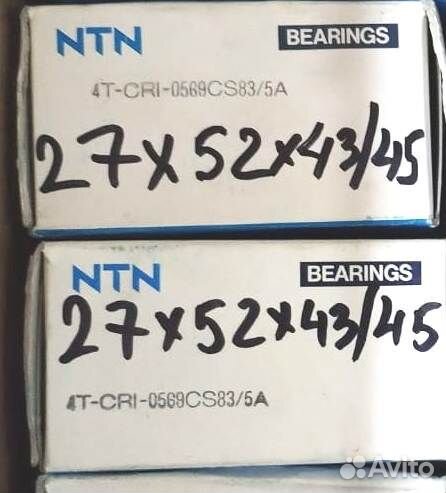 NTN BEARINGS
4T-CRI-0569CS83/5A
27x52x43/45
NTN BEARINGS
27x52x43/45
4T-CRI-0569CS83/5A
Avito